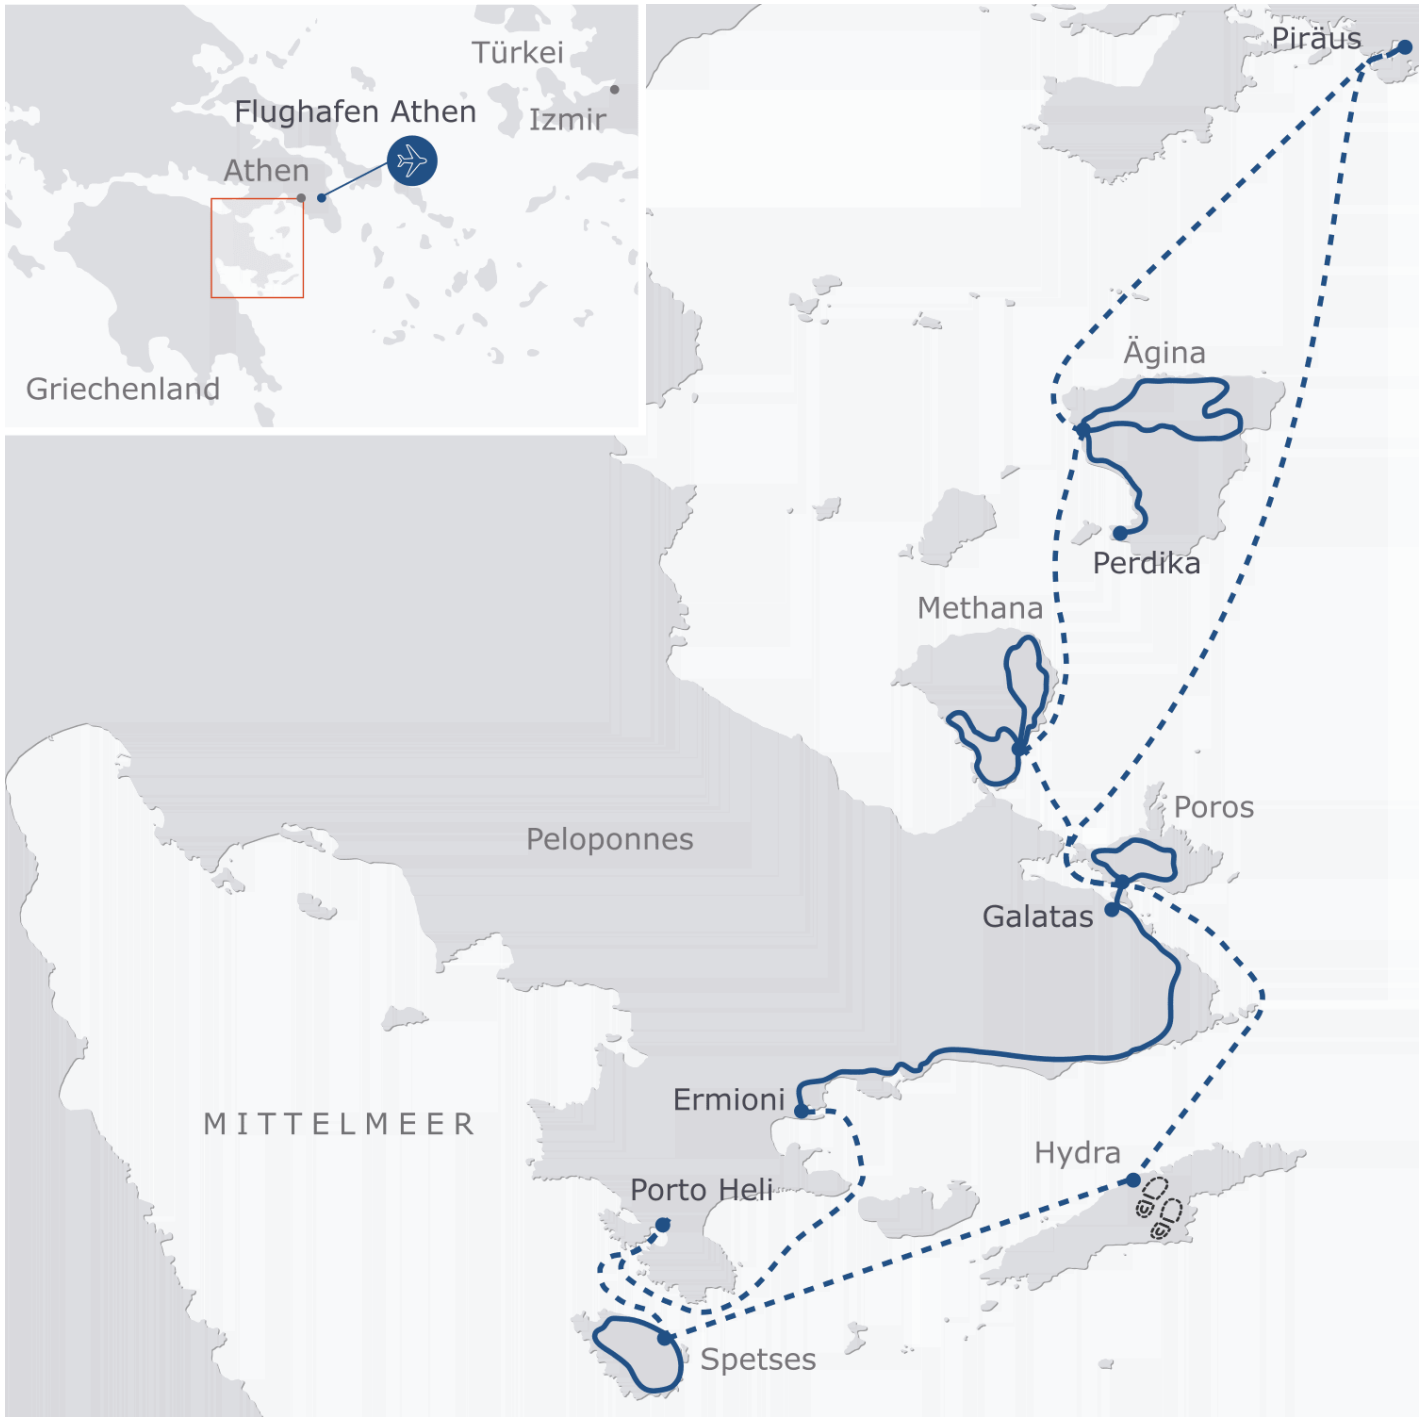 Türkei
Flughafen Athen
Izmir
Athen
Griechenland
Piräus
Ägina
Perdika
Methana
Poros
Peloponnes
Galatas
Ermioni
MITTELMEER
Hydra
Porto Heli
Spetses